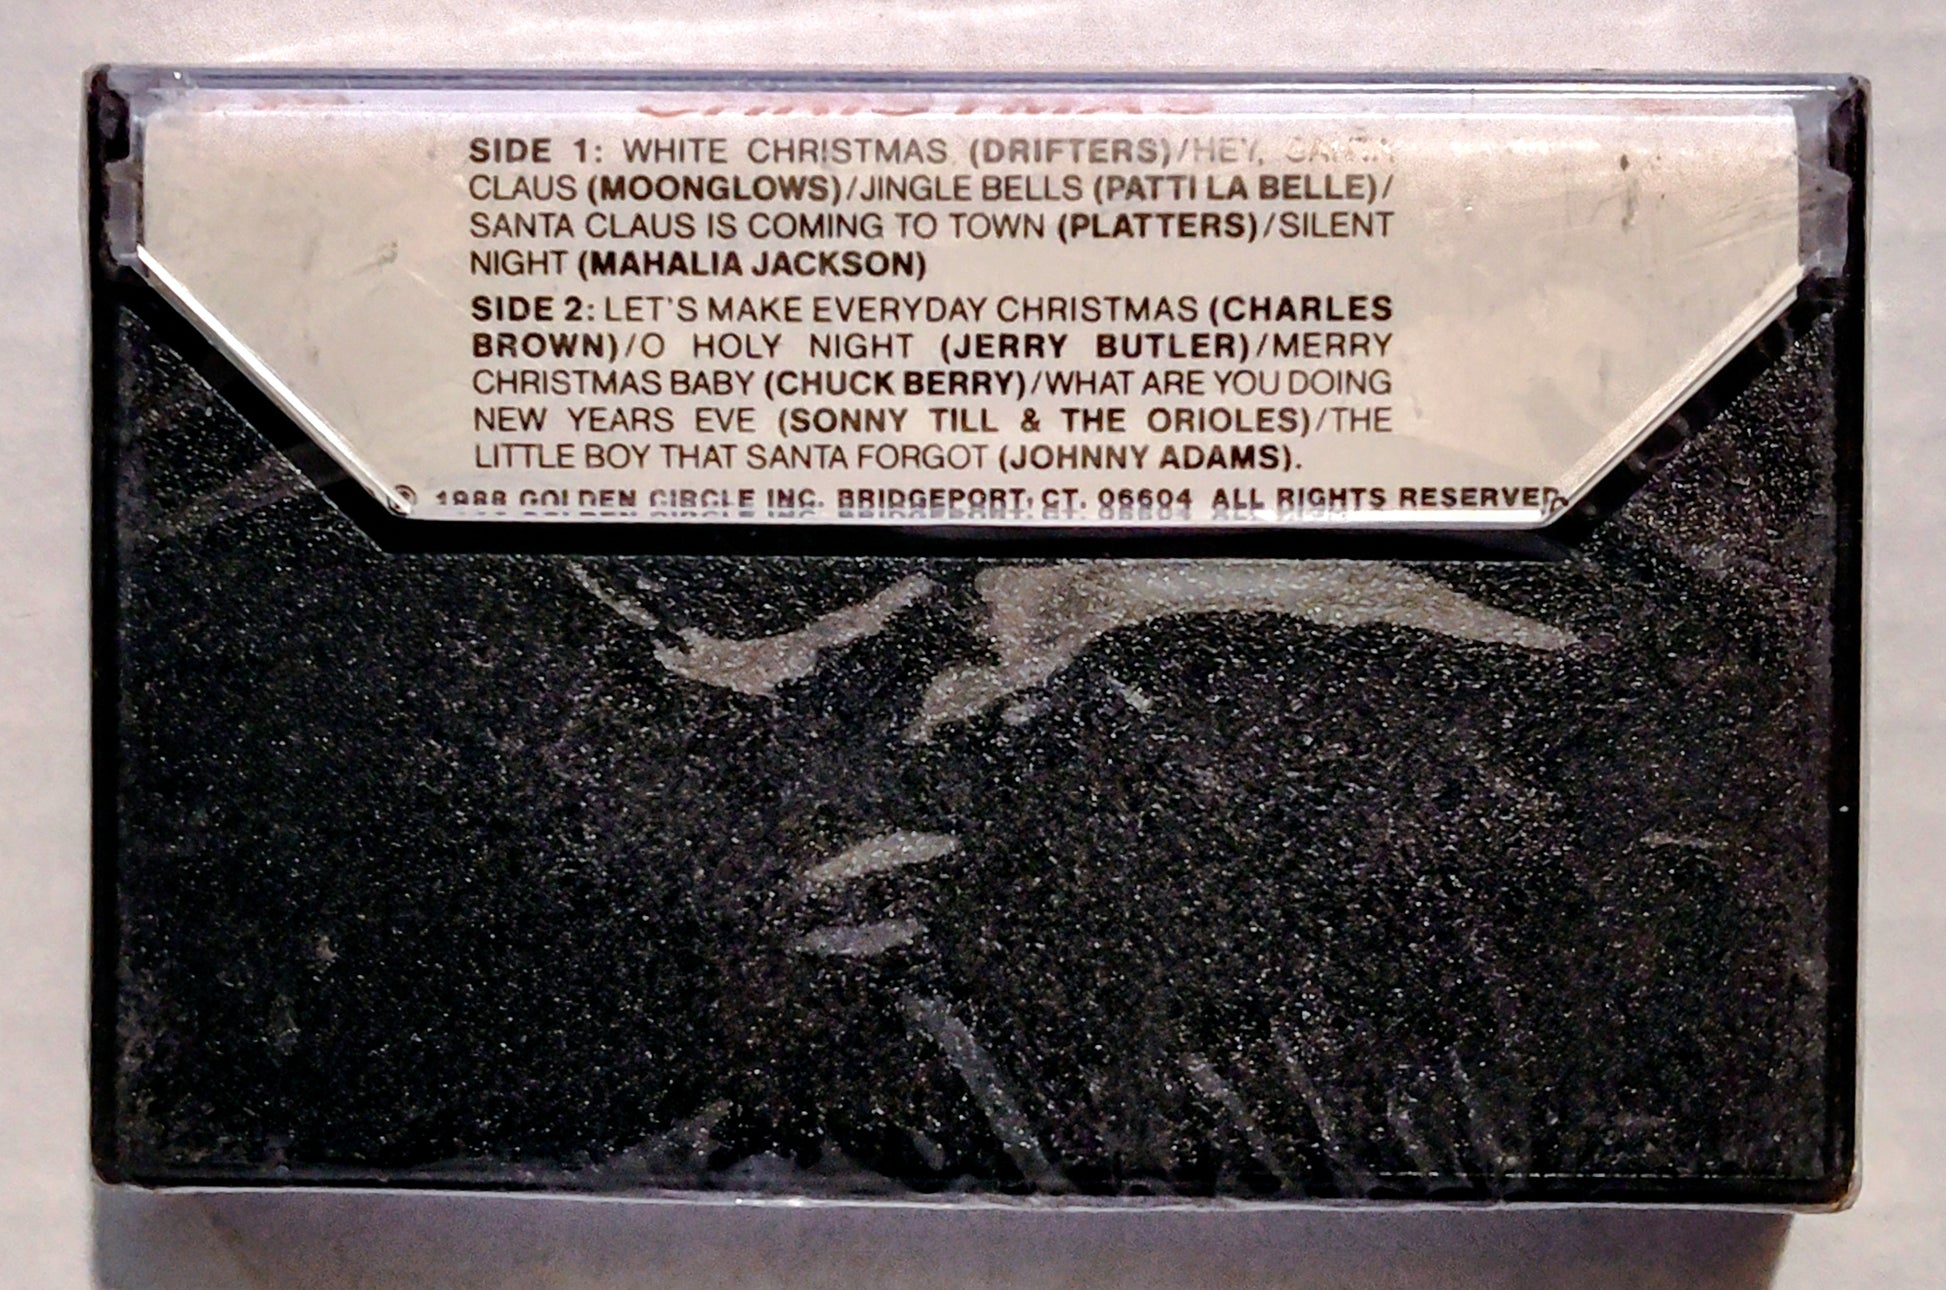 SIDE 1: WHITE CHRISTMAS (DRIFTERS)/HEY, SANTA
CLAUS (MOONGLOWS)/JINGLE BELLS (PATTI LA BELLE)/
SANTA CLAUS IS COMING TO TOWN (PLATTERS)/SILENT
NIGHT (MAHALIA JACKSON)
SIDE 2: LET'S MAKE EVERYDAY CHRISTMAS (CHARLES
BROWN)/O HOLY NIGHT (JERRY BUTLER)/MERRY
CHRISTMAS BABY (CHUCK BERRY)/WHAT ARE YOU DOING
NEW YEARS EVE (SONNY TILL & THE ORIOLES)/THE
LITTLE BOY THAT SANTA FORGOT (JOHNNY ADAMS).
℗ 1988 GOLDEN CIRCLE INC. BRIDGEPORT, CT. 06604 ALL RIGHTS RESERVED